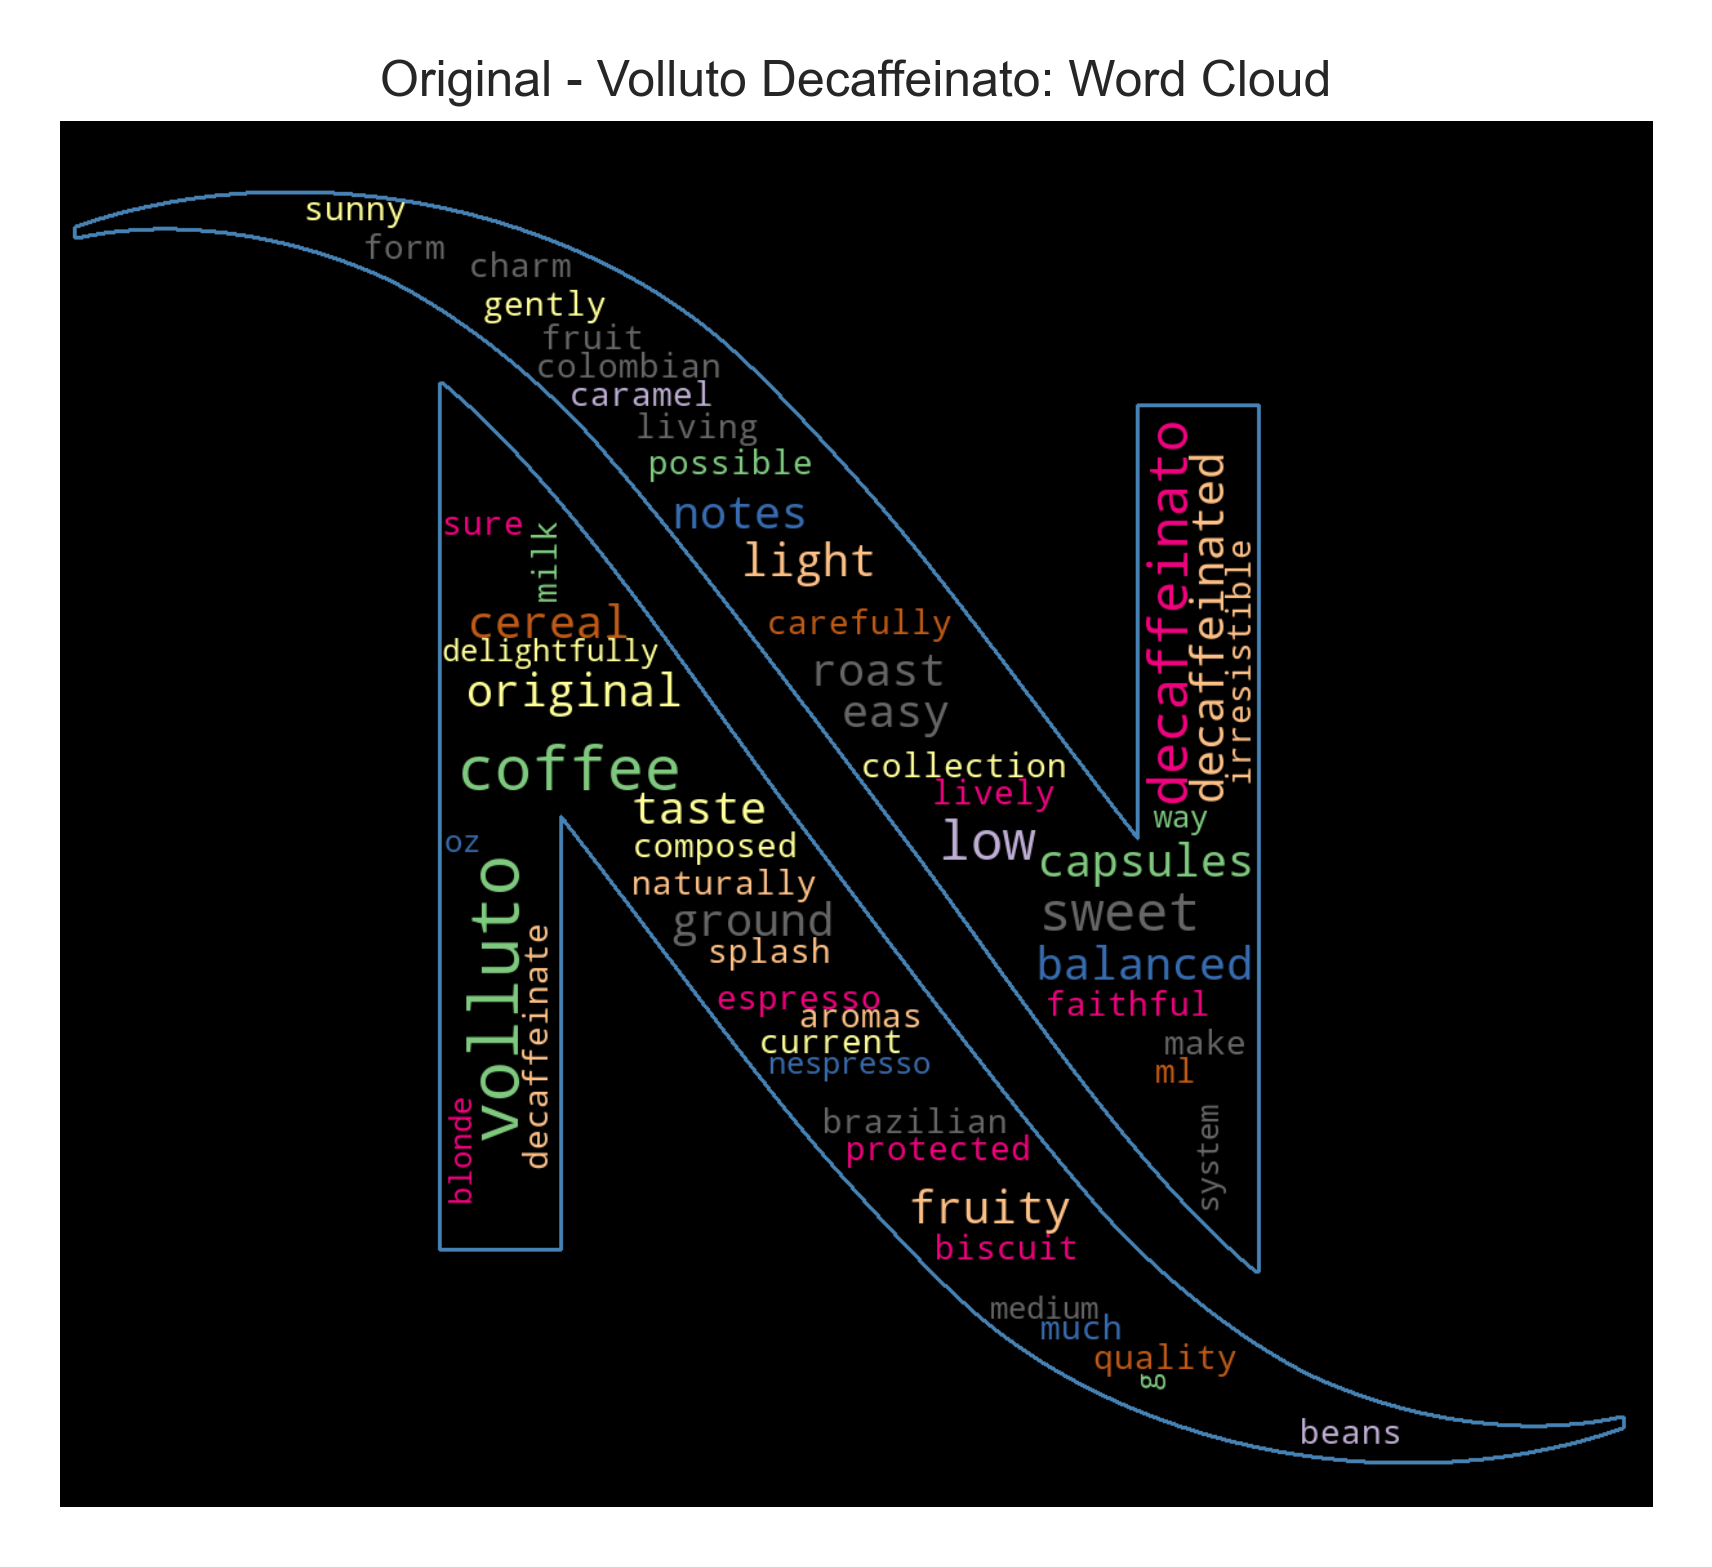 Original - Volluto Decaffeinato: Word Cloud
sunny
form
charm
gently
fruit
colombian
caramel
living
possible
notes
light
carefully
roast
easy
collection
lively
low
decaffeinato
decaffeinated
irresistible
way
capsules
sweet
balanced
faithful
make
ml
system
sure
milk
cereal
delightfully
original
coffee
taste
oz
composed
volluto
decaffeinate
blonde
naturally
ground
splash
espresso
aromas
current
nespresso
brazilian
protected
fruity
biscuit
medium
much
quality
g
beans